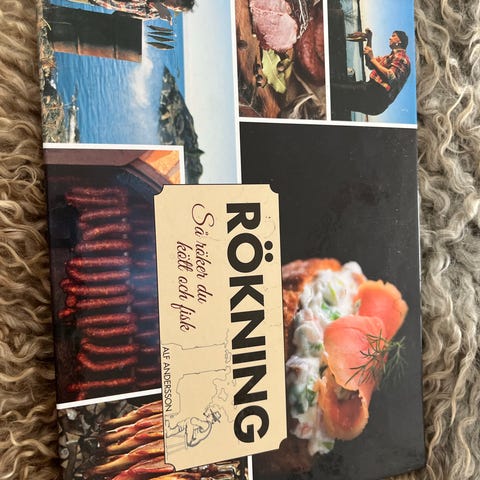 RÖKNING
Så röker du
kött och fisk
ALF ANDERSSON